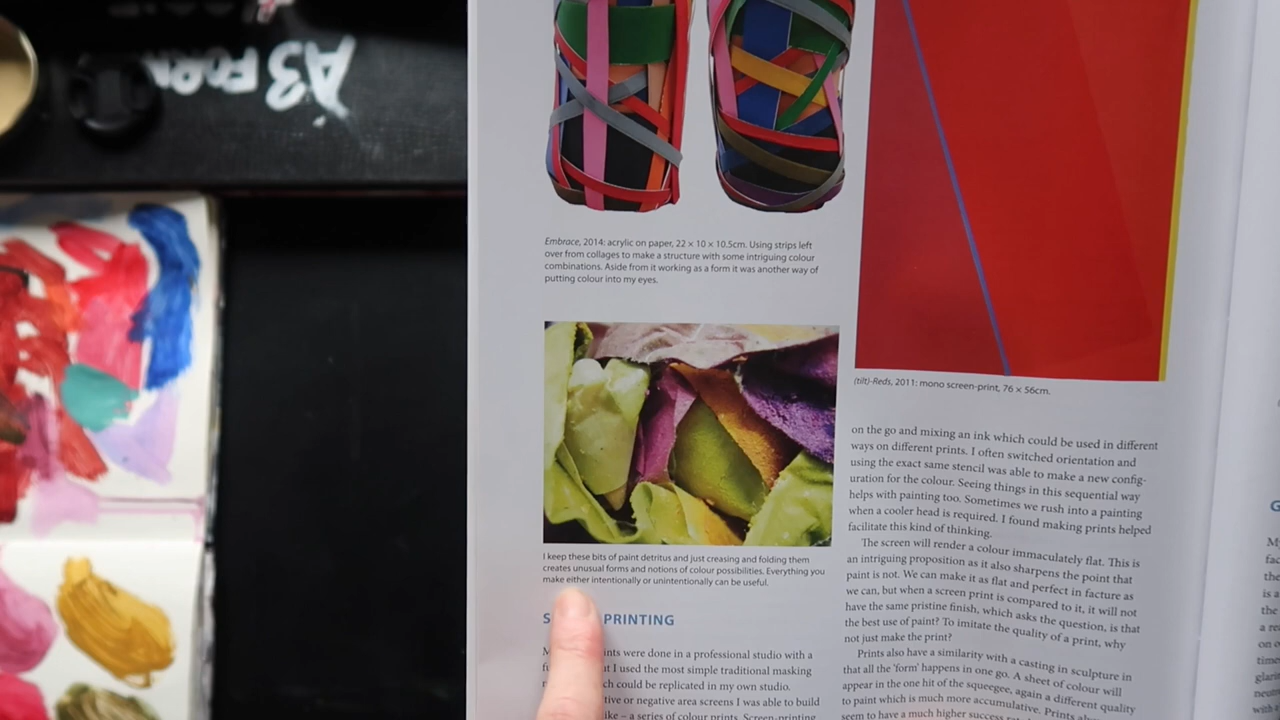 A3 FORM
Embrace, 2014: acrylic on paper, 22 × 10 × 10.5cm. Using strips left
over from collages to make a structure with some intriguing colour
combinations. Aside from it working as a form it was another way of
putting colour into my eyes.
I keep these bits of paint detritus and just creasing and folding them
creates unusual forms and notions of colour possibilities. Everything you
make either intentionally or unintentionally can be useful.
PRINTING
ints were done in a professional studio with a
I used the most simple traditional masking
ch could be replicated in my own studio.
tive or negative area screens I was able to build
ike – a series of colour prints. Screen-printing
(tilt)-Reds, 2011: mono screen-print, 76 × 56cm.
on the go and mixing an ink which could be used in different
ways on different prints. I often switched orientation and
using the exact same stencil was able to make a new config-
uration for the colour. Seeing things in this sequential way
helps with painting too. Sometimes we rush into a painting
when a cooler head is required. I found making prints helped
facilitate this kind of thinking.
The screen will render a colour immaculately flat. This is
an intriguing proposition as it also sharpens the point that
paint is not. We can make it as flat and perfect in facture as
we can, but when a screen print is compared to it, it will not
have the same pristine finish, which asks the question, is that
the best use of paint? To imitate the quality of a print, why
not just make the print?
Prints also have a similarity with a casting in sculpture in
that all the 'form' happens in one go. A sheet of colour will
appear in the one hit of the squeegee, again a different quality
to paint which is much more accumulative. Prints also
seem to have a much higher success